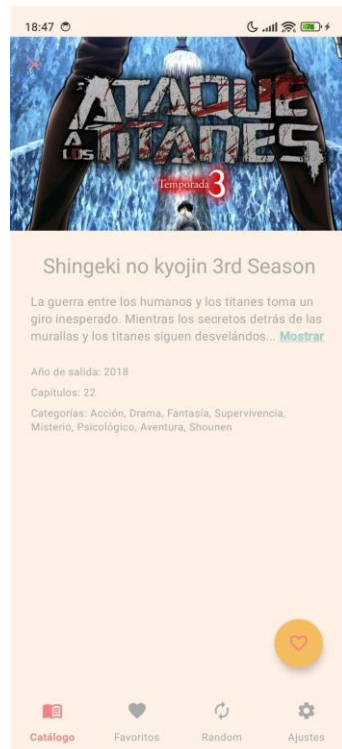 18:47
76
ATAQUE
A LOS TITANES
Temporada 3
Shingeki no kyojin 3rd Season
La guerra entre los humanos y los titanes toma un
giro inesperado. Mientras los secretos detrás de las
murallas y los titanes siguen desvelándos... Mostrar
Año de salida: 2018
Capítulos: 22
Categorías: Acción, Drama, Fantasía, Supervivencia,
Misterio, Psicológico, Aventura, Shounen
Catálogo Favoritos Random Ajustes